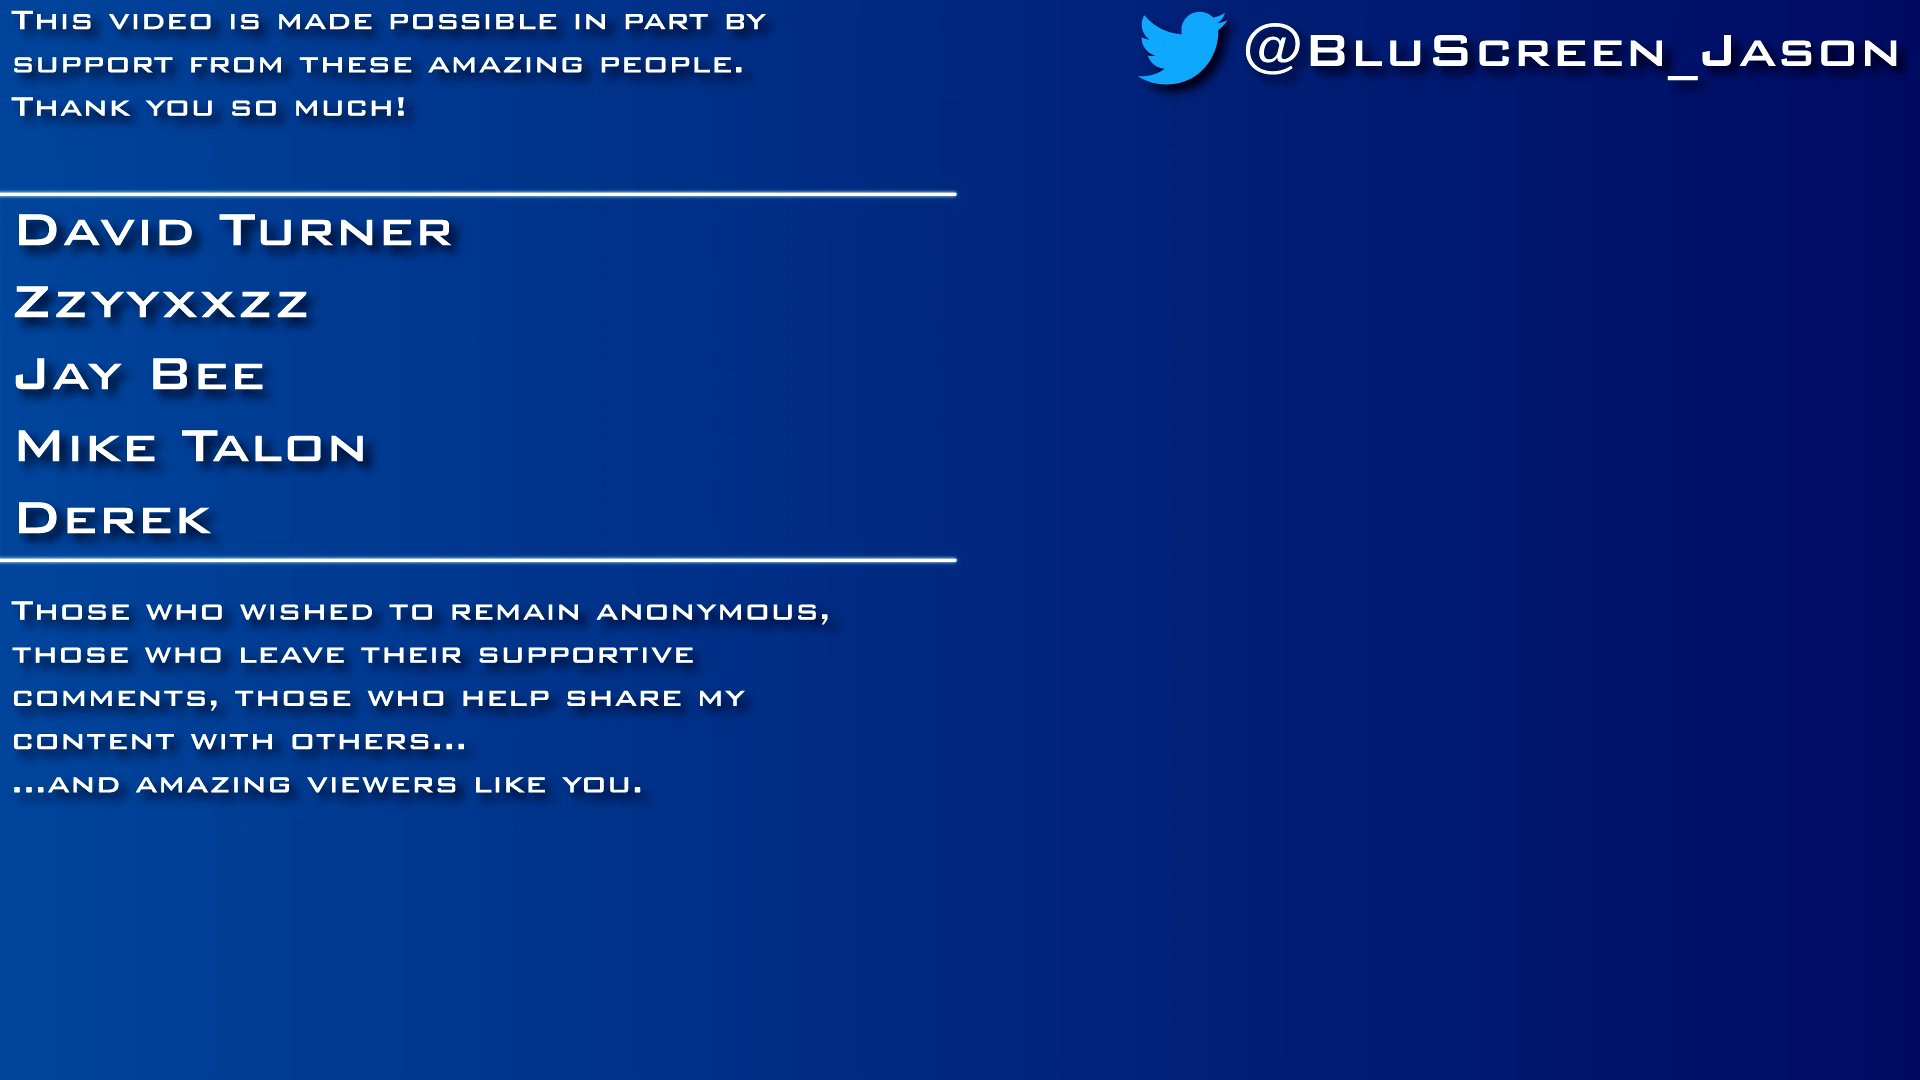 This video is made possible in part by
support from these amazing people.
Thank you so much!
@BluScreen_Jason
David Turner
Zzyyxxzz
Jay Bee
Mike Talon
Derek
Those who wished to remain anonymous,
those who leave their supportive
comments, those who help share my
content with others...
...and amazing viewers like you.